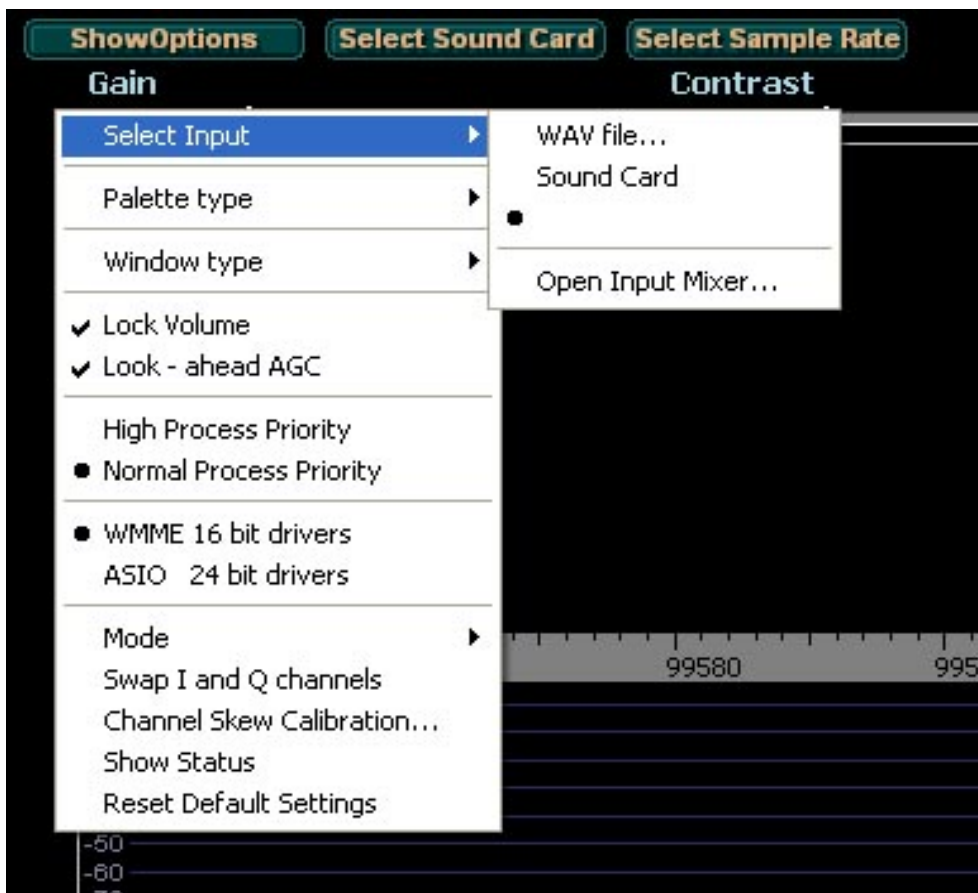 ShowOptions Select Sound Card Select Sample Rate
Gain Contrast
Select Input
Palette type
Window type
Lock Volume
Look - ahead AGC
High Process Priority
Normal Process Priority
WMME 16 bit drivers
ASIO 24 bit drivers
Mode
Swap I and Q channels
Channel Skew Calibration...
Show Status
Reset Default Settings
WAV file...
Sound Card
Open Input Mixer...
99580 995
-50
-60